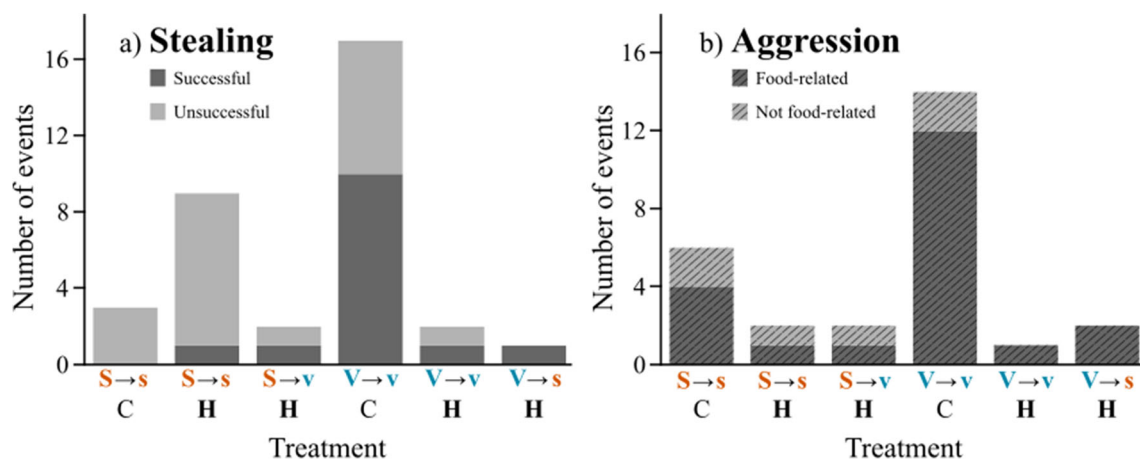 a) Stealing
Successful
Unsuccessful
Number of events
16
12
8
4
0
S→s S→s S→v V→v V→v V→s
C H H C H H
Treatment
b) Aggression
Food-related
Not food-related
Number of events
16
12
8
4
0
S→s S→s S→v V→v V→v V→s
C H H C H H
Treatment